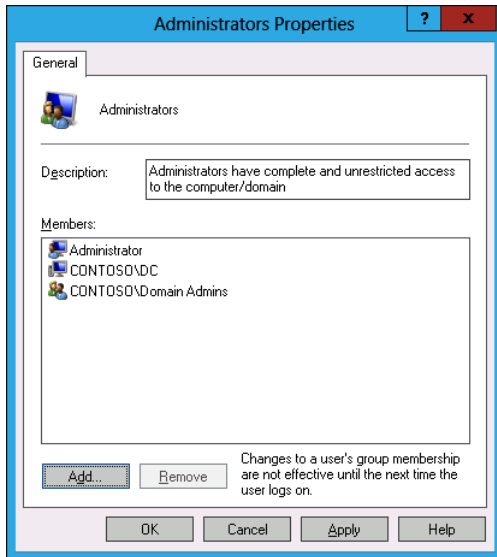 Administrators Properties
?
x
General
Administrators
Description:
Administrators have complete and unrestricted access
to the computer/domain
Members:
Administrator
CONTOSO\DC
CONTOSO\Domain Admins
Add...
Remove
Changes to a user's group membership
are not effective until the next time the
user logs on.
OK
Cancel
Apply
Help